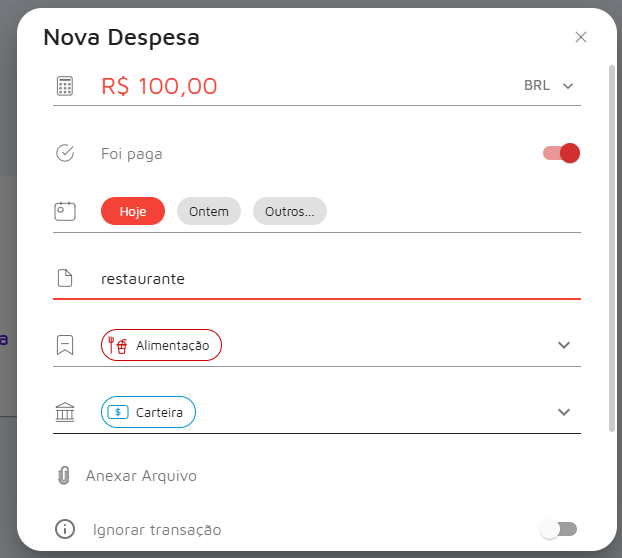 Nova Despesa
R$ 100,00 BRL
Foi paga
Hoje Ontem Outros...
restaurante
a
Alimentação
$ Carteira
Anexar Arquivo
Ignorar transação